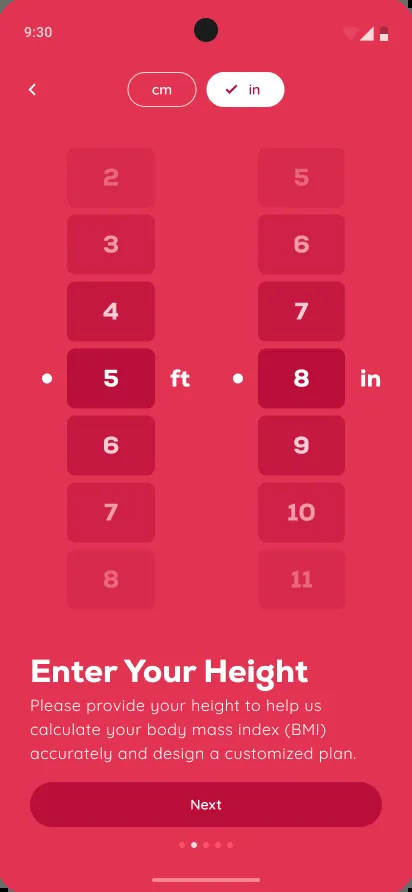 9:30
cm
in
2 5
3 6
4 7
5 ft 8 in
6 9
7 10
8 11
Enter Your Height
Please provide your height to help us
calculate your body mass index (BMI)
accurately and design a customized plan.
Next